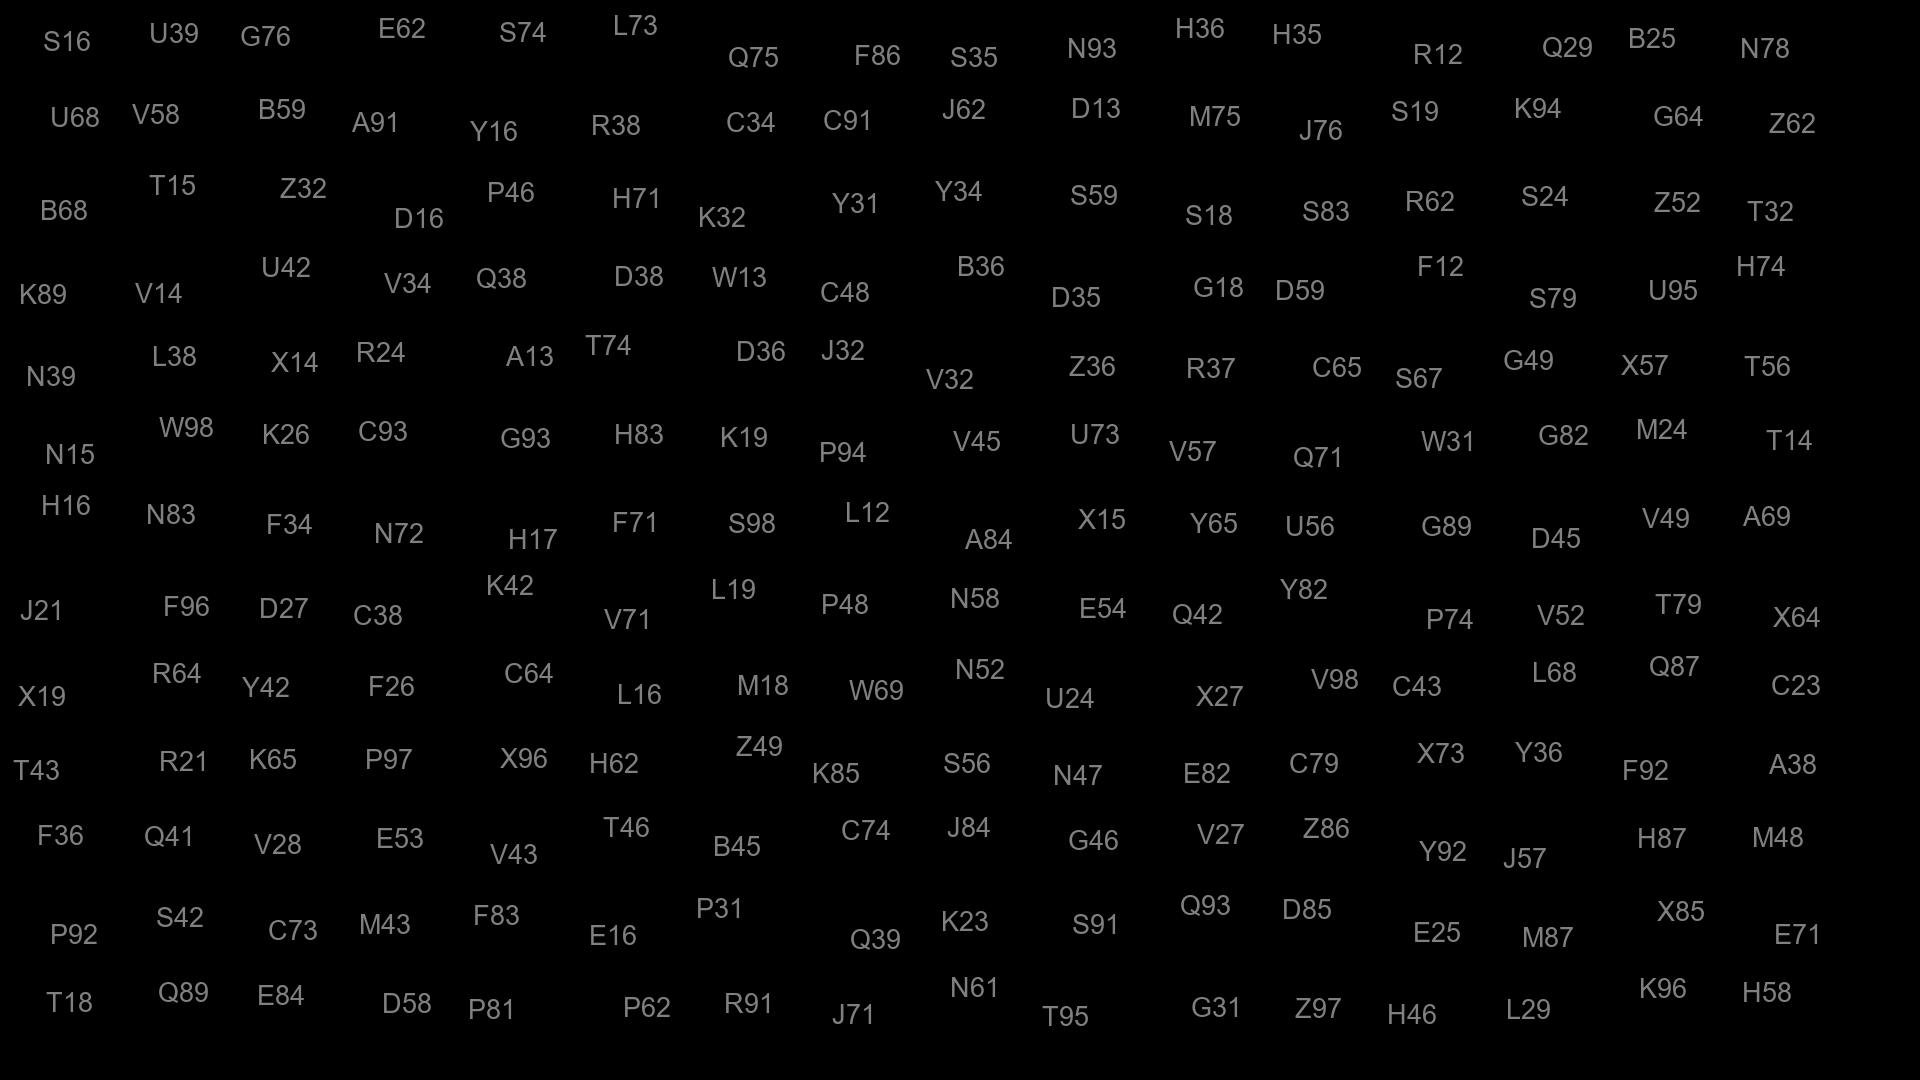 S16 U39 G76 E62 S74 L73 Q75 F86 S35 N93 H36 H35 R12 Q29 B25 N78
U68 V58 B59 A91 Y16 R38 C34 C91 J62 D13 M75 J76 S19 K94 G64 Z62
B68 T15 Z32 D16 P46 H71 K32 Y31 Y34 S59 S18 S83 R62 S24 Z52 T32
K89 V14 U42 V34 Q38 D38 W13 C48 B36 D35 G18 D59 F12 S79 U95 H74
N39 L38 X14 R24 A13 T74 D36 J32 V32 Z36 R37 C65 S67 G49 X57 T56
N15 W98 K26 C93 G93 H83 K19 P94 V45 U73 V57 Q71 W31 G82 M24 T14
H16 N83 F34 N72 H17 F71 S98 L12 A84 X15 Y65 U56 G89 D45 V49 A69
J21 F96 D27 C38 K42 V71 L19 P48 N58 E54 Q42 Y82 P74 V52 T79 X64
X19 R64 Y42 F26 C64 L16 M18 W69 N52 U24 X27 V98 C43 L68 Q87 C23
T43 R21 K65 P97 X96 H62 Z49 K85 S56 N47 E82 C79 X73 Y36 F92 A38
F36 Q41 V28 E53 V43 T46 B45 C74 J84 G46 V27 Z86 Y92 J57 H87 M48
P92 S42 C73 M43 F83 E16 P31 Q39 K23 S91 Q93 D85 E25 M87 X85 E71
T18 Q89 E84 D58 P81 P62 R91 J71 N61 T95 G31 Z97 H46 L29 K96 H58